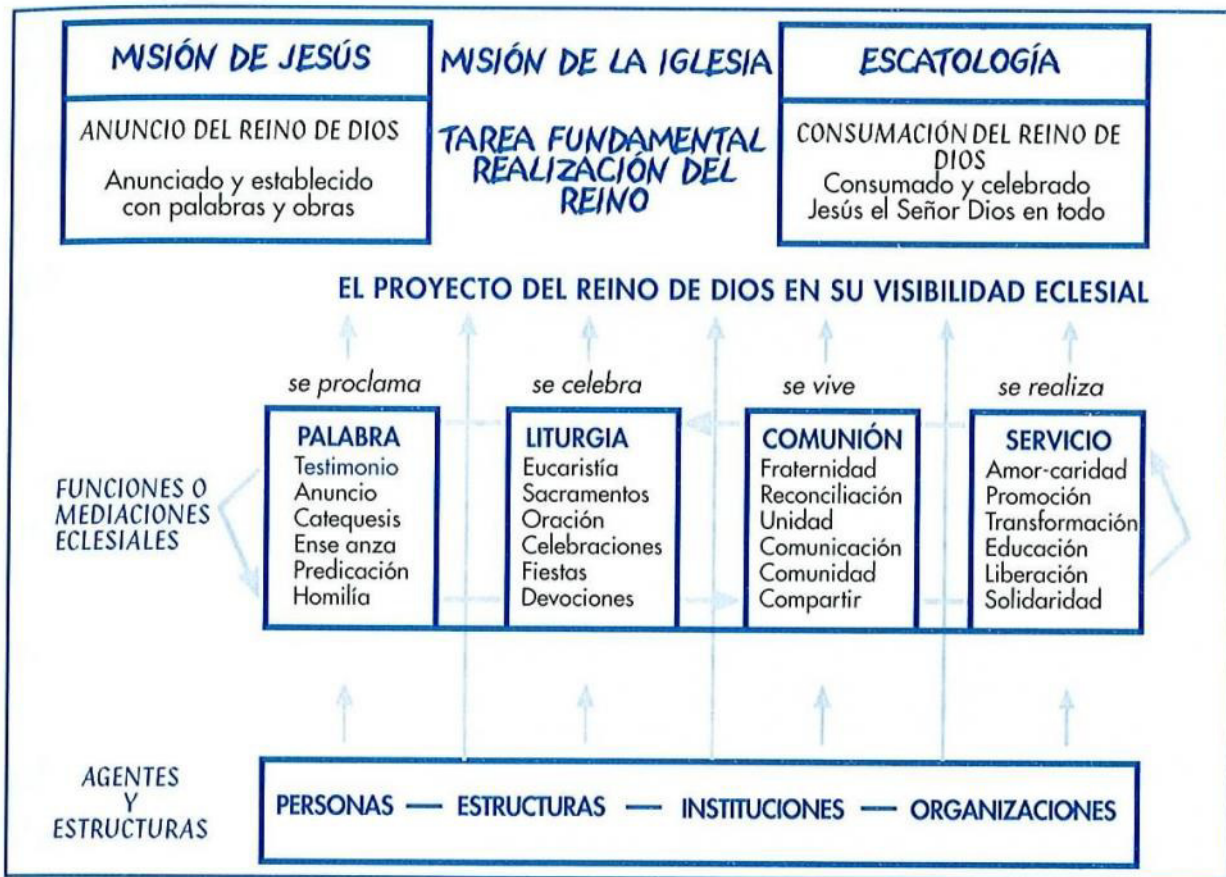 MISIÓN DE JESÚS
ANUNCIO DEL REINO DE DIOS
Anunciado y establecido
con palabras y obras
MISIÓN DE LA IGLESIA
TAREA FUNDAMENTAL
REALIZACIÓN DEL
REINO
ESCATOLOGÍA
CONSUMACIÓN DEL REINO DE
DIOS
Consumado y celebrado
Jesús el Señor Dios en todo
EL PROYECTO DEL REINO DE DIOS EN SU VISIBILIDAD ECLESIAL
FUNCIONES O
MEDIACIONES
ECLESIALES
se proclama
PALABRA
Testimonio
Anuncio
Catequesis
Ense anza
Predicación
Homilía
se celebra
LITURGIA
Eucaristía
Sacramentos
Oración
Celebraciones
Fiestas
Devociones
se vive
COMUNIÓN
Fraternidad
Reconciliación
Unidad
Comunicación
Comunidad
Compartir
se realiza
SERVICIO
Amor-caridad
Promoción
Transformación
Educación
Liberación
Solidaridad
AGENTES
Y
ESTRUCTURAS
PERSONAS — ESTRUCTURAS — INSTITUCIONES — ORGANIZACIONES